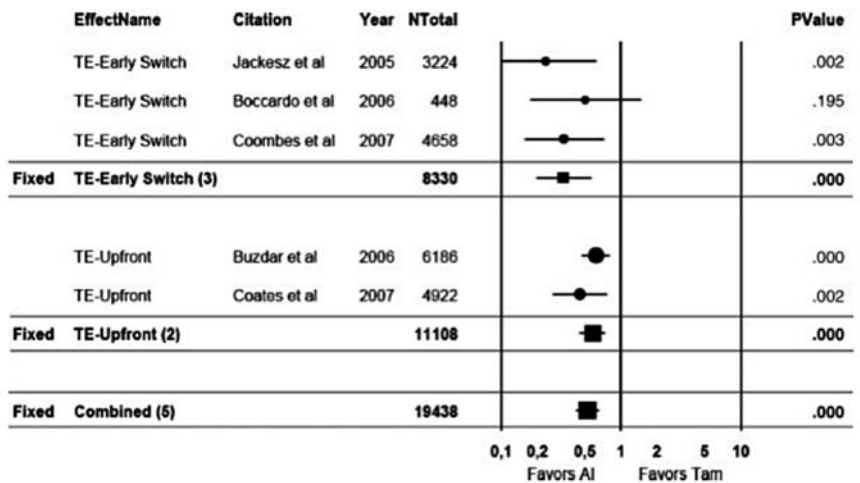 EffectName Citation Year NTotal PValue
TE-Early Switch Jackesz et al 2005 3224 .002
TE-Early Switch Boccardo et al 2006 448 .195
TE-Early Switch Coombes et al 2007 4658 .003
Fixed TE-Early Switch (3) 8330 .000
TE-Upfront Buzdar et al 2006 6186 .000
TE-Upfront Coates et al 2007 4922 .002
Fixed TE-Upfront (2) 11108 .000
Fixed Combined (5) 19438 .000
0,1 0,2 0,5 1 2 5 10
Favors AI Favors Tam